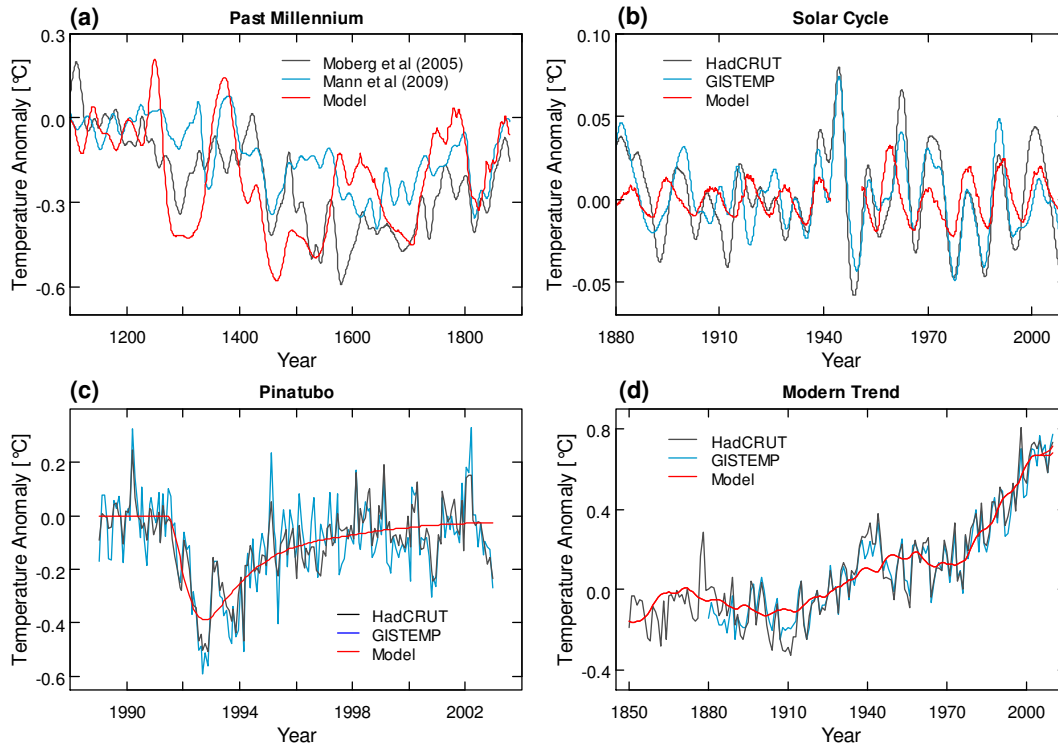 (a) Past Millennium
Temperature Anomaly [°C]
0.3
0.0
-0.3
-0.6
Moberg et al (2005)
Mann et al (2009)
Model
1200 1400 1600 1800
Year
(b) Solar Cycle
Temperature Anomaly [°C]
0.10
0.05
0.00
-0.05
HadCRUT
GISTEMP
Model
1880 1910 1940 1970 2000
Year
(c) Pinatubo
Temperature Anomaly [°C]
0.2
0.0
-0.2
-0.4
-0.6
HadCRUT
GISTEMP
Model
1990 1994 1998 2002
Year
(d) Modern Trend
Temperature Anomaly [°C]
0.8
0.4
0.0
-0.4
HadCRUT
GISTEMP
Model
1850 1880 1910 1940 1970 2000
Year